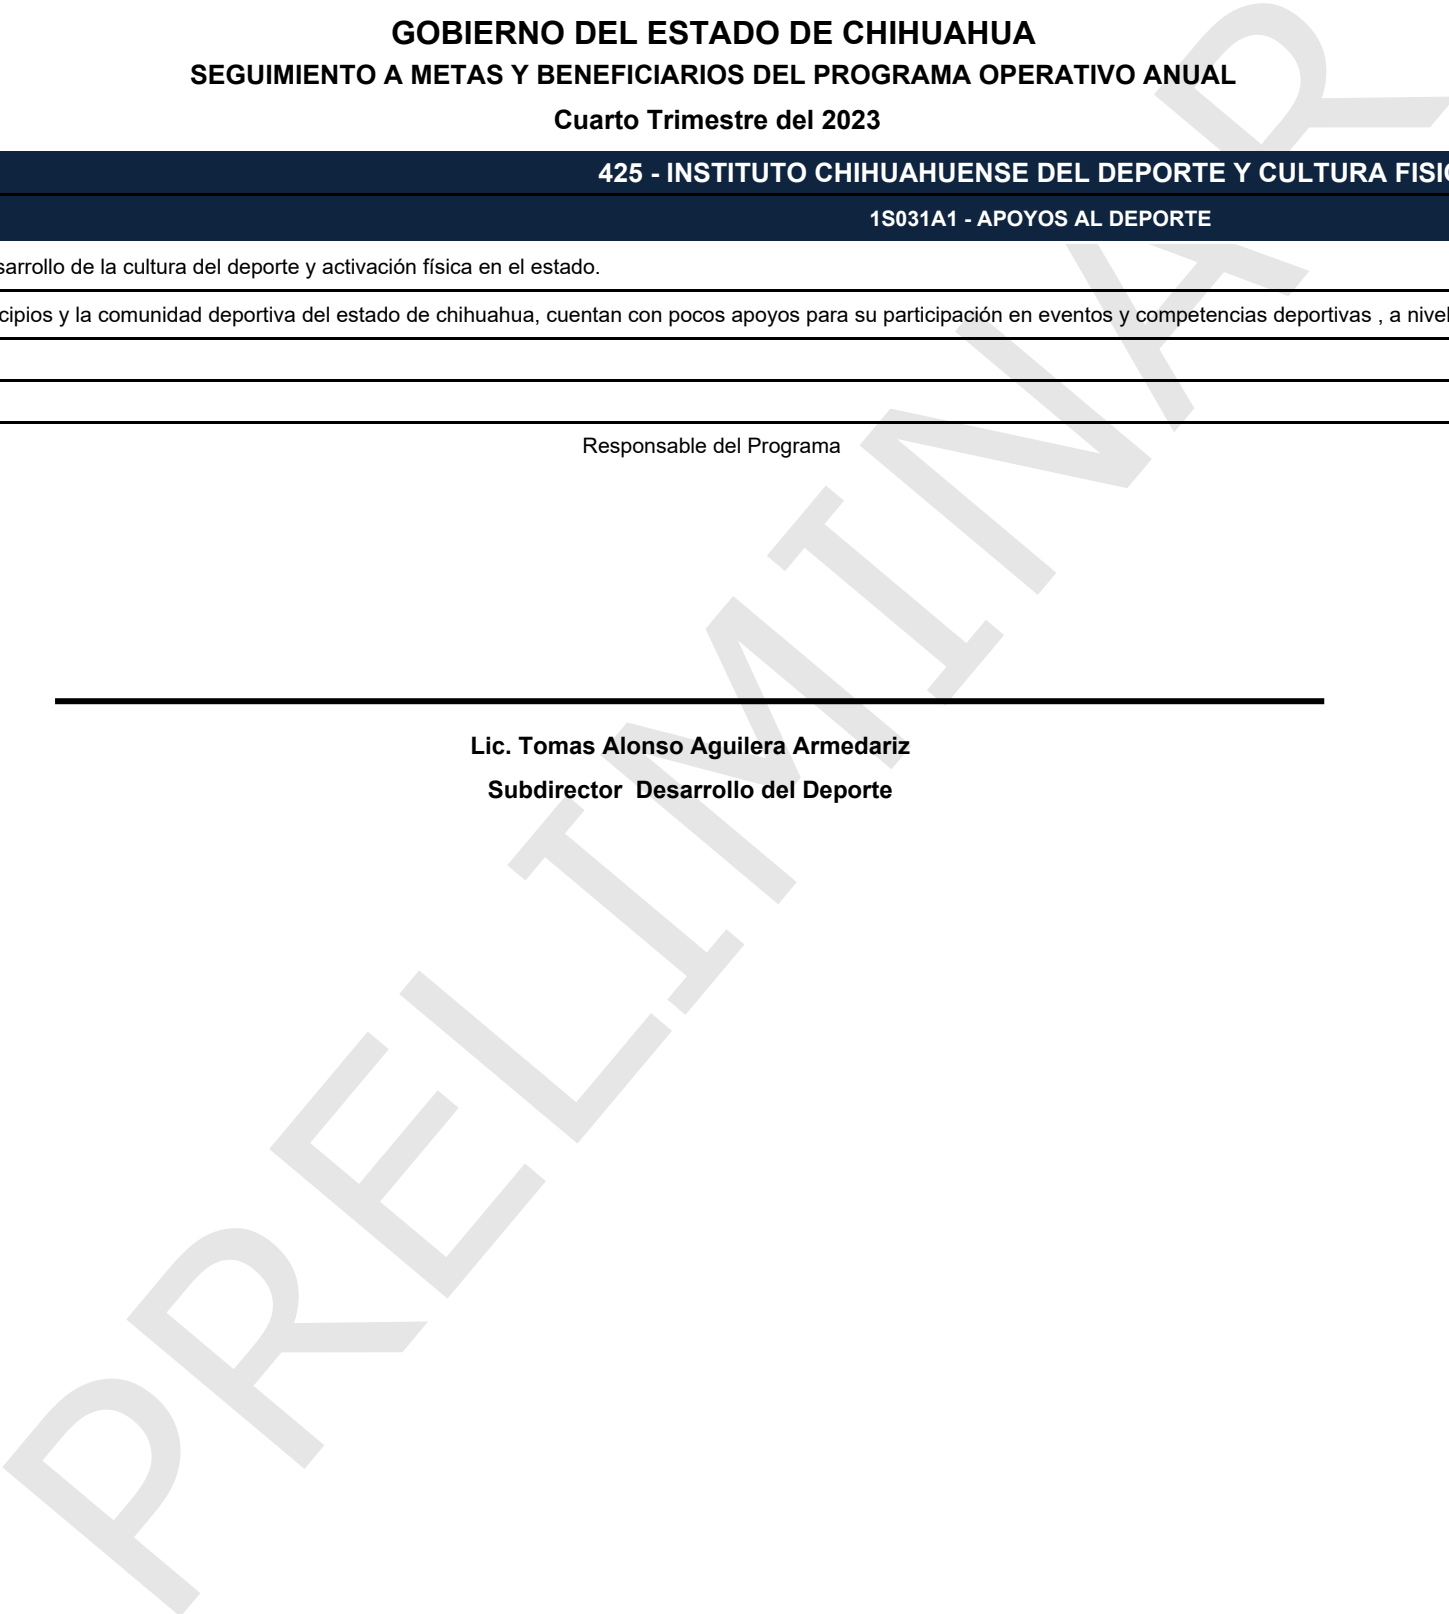 GOBIERNO DEL ESTADO DE CHIHUAHUA
SEGUIMIENTO A METAS Y BENEFICIARIOS DEL PROGRAMA OPERATIVO ANUAL
Cuarto Trimestre del 2023
425 - INSTITUTO CHIHUAHUENSE DEL DEPORTE Y CULTURA
1S031A1 - APOYOS AL DEPORTE
de la cultura del deporte y activación física en el estado.
y la comunidad deportiva del estado de chihuahua, cuentan con pocos apoyos para su participación en eventos y competencias deportivas , a nivel
Responsable del Programa
Lic. Tomas Alonso Aguilera Armedariz
Subdirector Desarrollo del Deporte
PRELIMINAR